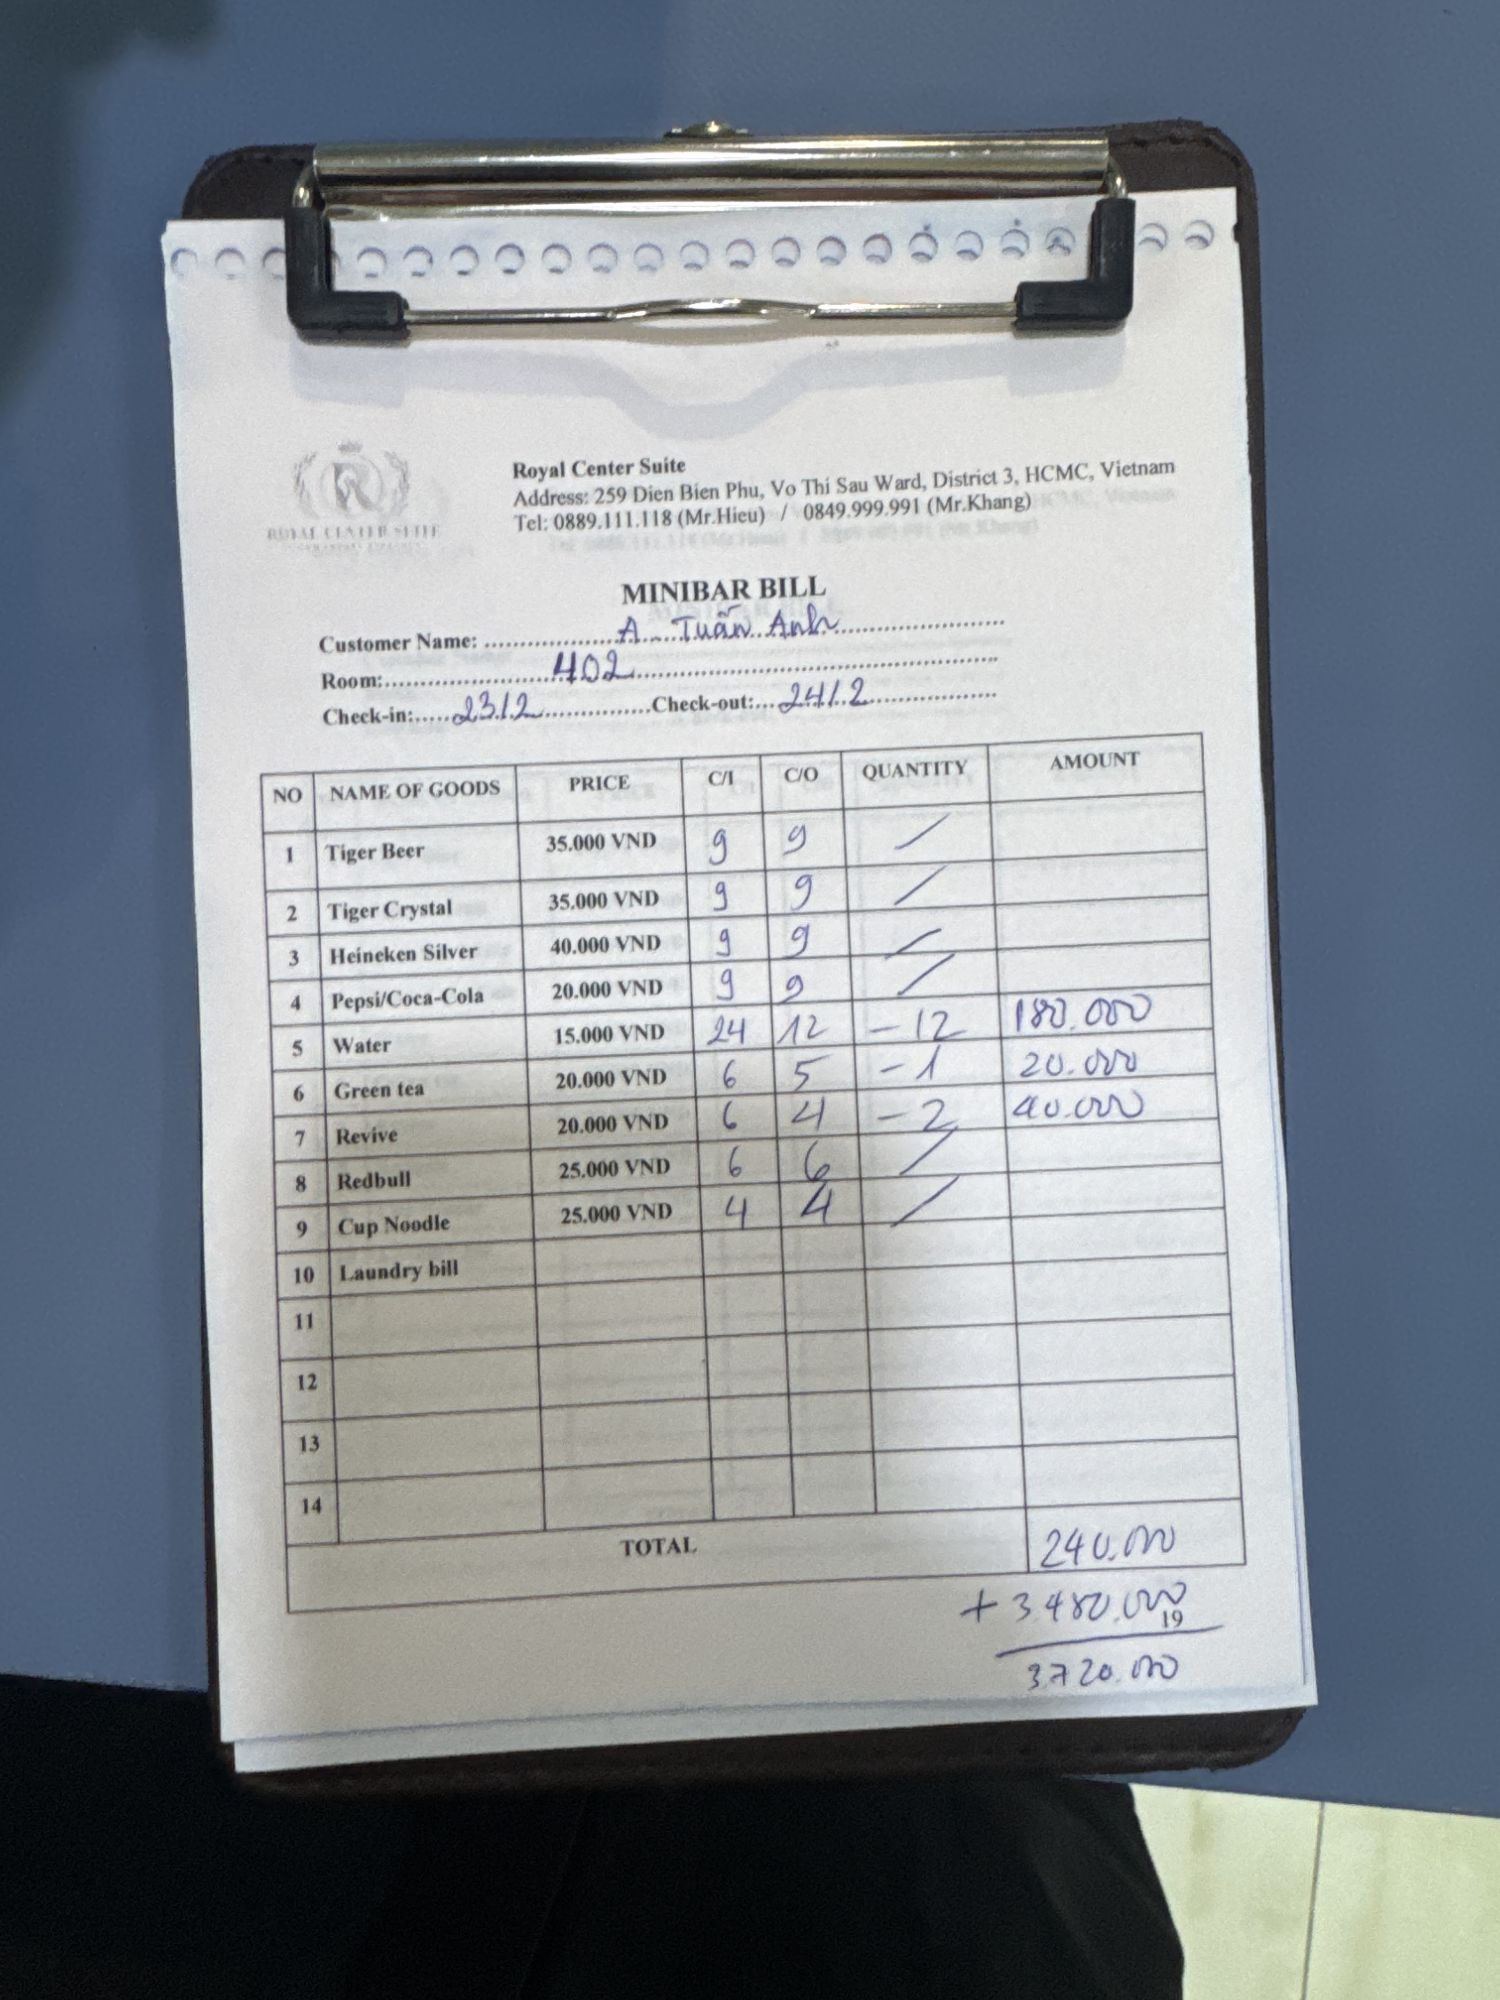 ROYAL CENTER SUITE
Royal Center Suite
Address: 259 Dien Bien Phu, Vo Thi Sau Ward, District 3, HCMC, Vietnam
Tel: 0889.111.118 (Mr.Hieu) / 0849.999.991 (Mr.Khang)
MINIBAR BILL
Customer Name: A Tuấn Anh
Room: 402
Check-in: 23/2 Check-out: 24/2
NO NAME OF GOODS PRICE C/I C/O QUANTITY AMOUNT
1 Tiger Beer 35.000 VND 9 9 /
2 Tiger Crystal 35.000 VND 9 9 /
3 Heineken Silver 40.000 VND 9 9 /
4 Pepsi/Coca-Cola 20.000 VND 9 9 /
5 Water 15.000 VND 24 12 - 12 180.000
6 Green tea 20.000 VND 6 5 - 1 20.000
7 Revive 20.000 VND 6 4 - 2 40.000
8 Redbull 25.000 VND 6 6 /
9 Cup Noodle 25.000 VND 4 4 /
10 Laundry bill
11
12
13
14
TOTAL 240.000
+ 3.480.000
19
3.720.000